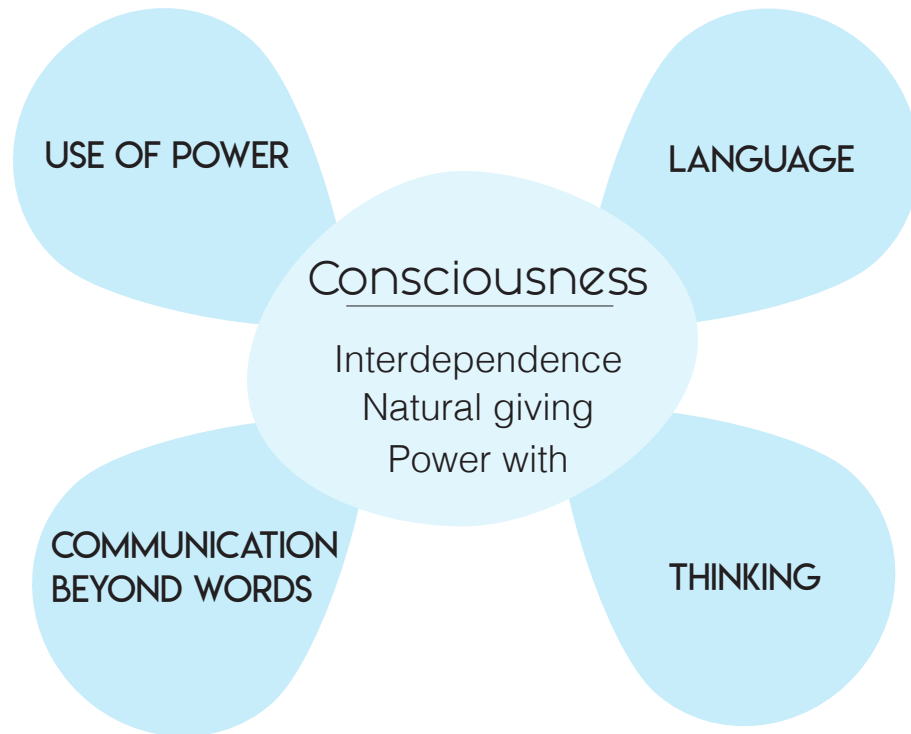 USE OF POWER
LANGUAGE
Consciousness
Interdependence
Natural giving
Power with
COMMUNICATION
BEYOND WORDS
THINKING